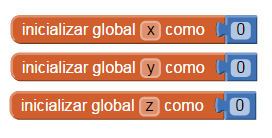 inicializar global x como 0
inicializar global y como 0
inicializar global z como 0